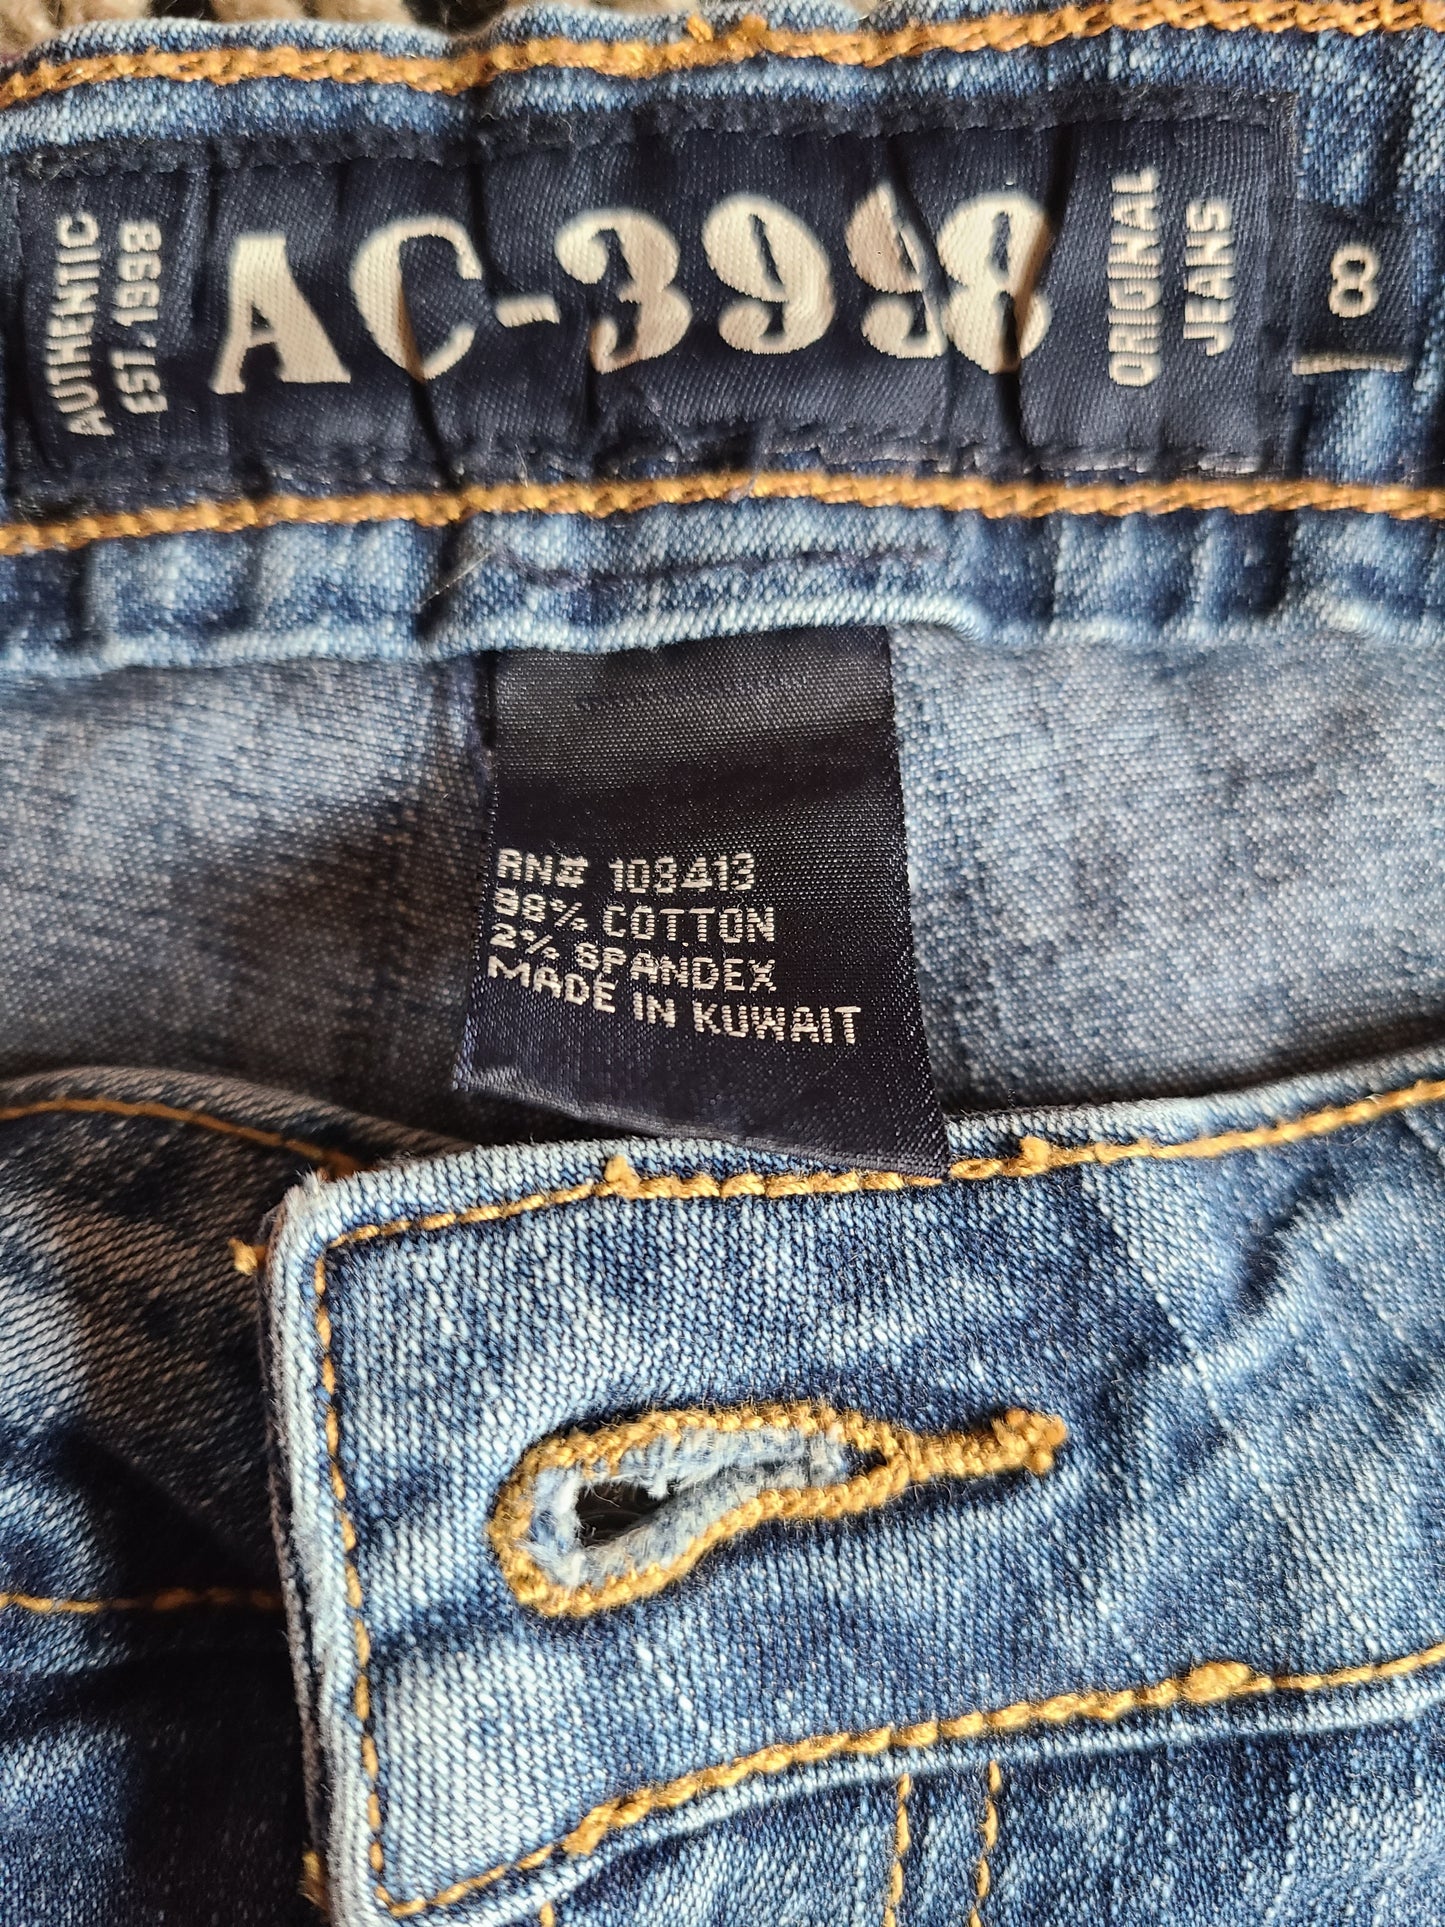 AUTHENTIC
EST. 1998
AC-3998
ORIGINAL
JEANS
8
RN# 108413
98% COTTON
2% SPANDEX
MADE IN KUWAIT